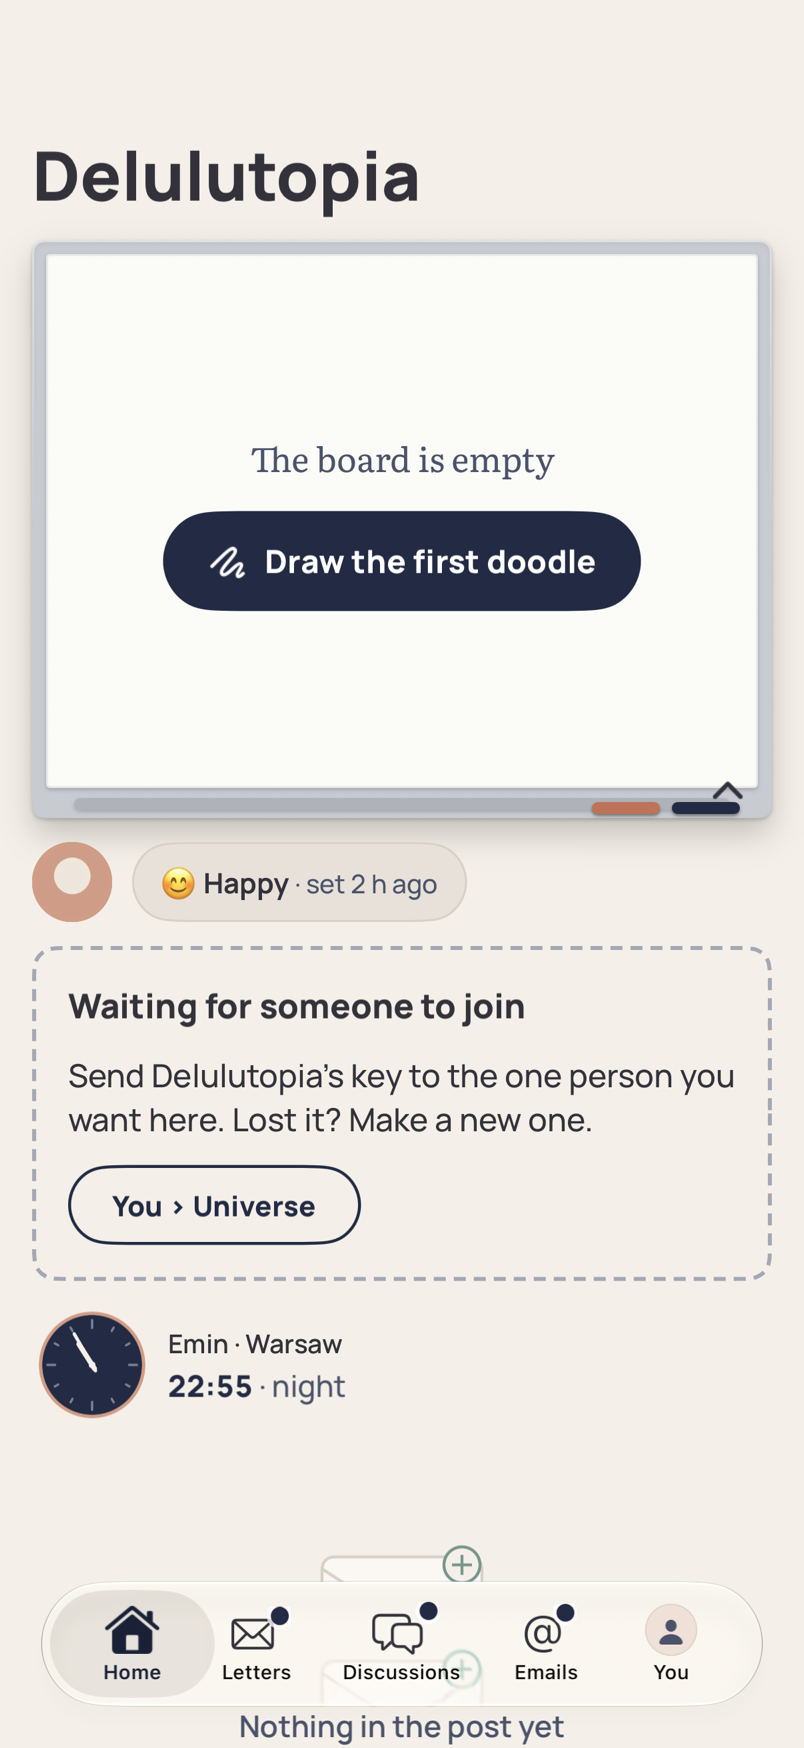 Delulutopia
The board is empty
Draw the first doodle
😊 Happy · set 2 h ago
Waiting for someone to join
Send Delulutopia’s key to the one person you
want here. Lost it? Make a new one.
You › Universe
Emin · Warsaw
22:55 · night
Home
Letters
Discussions
@
Emails
You
Nothing in the post yet